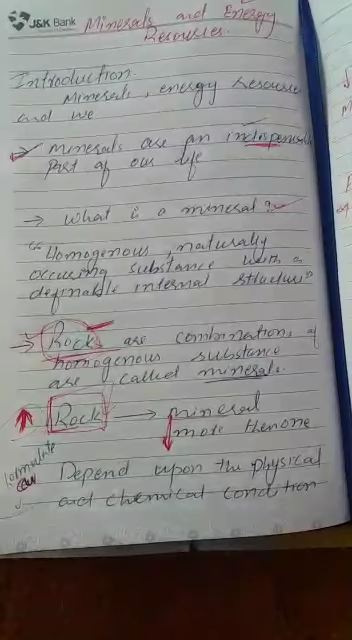 J&K Bank
Minerals and Energy
Resources.
Introduction.
Minerals, energy Resource
and we
→ minerals are an indispensable
Part of our life
→ what is a mineral?
"Homogenous, naturally
occuring substance with a
definable internal structure"
→ Rocks are combination of
homogenous substance
are called minerals.
Rock → mineral
more then one
Depend upon the physical
and chemical condition